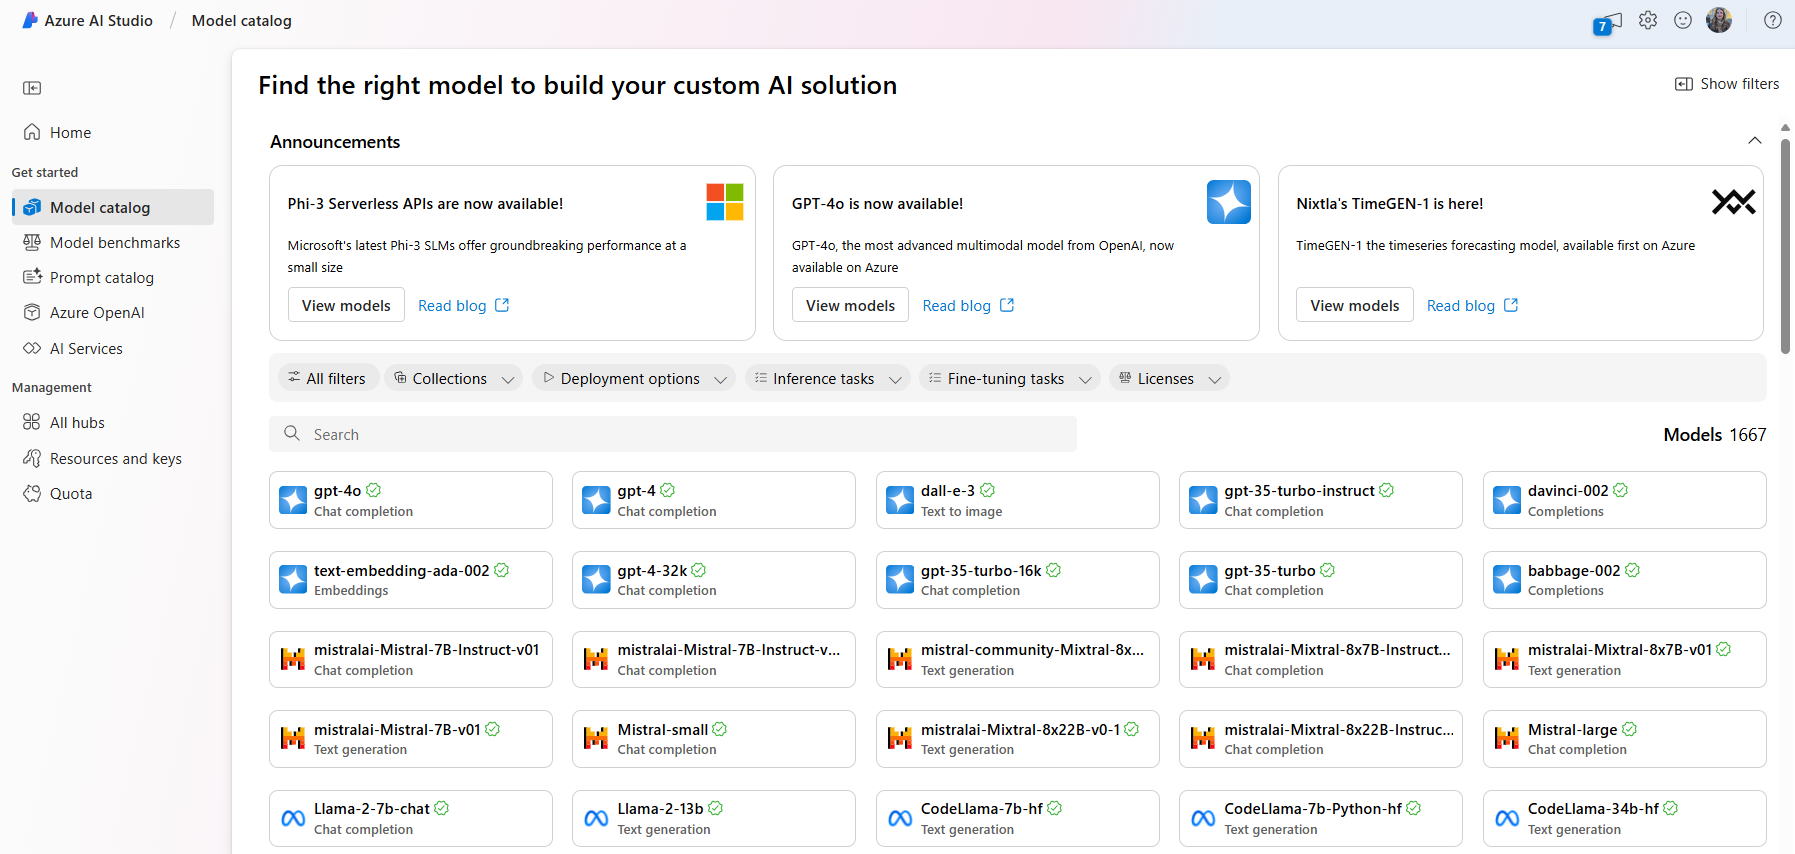 Azure AI Studio / Model catalog
7
Find the right model to build your custom AI solution
Show filters
Home
Get started
Model catalog
Model benchmarks
Prompt catalog
Azure OpenAI
AI Services
Management
All hubs
Resources and keys
Quota
Announcements
Phi-3 Serverless APIs are now available!
Microsoft's latest Phi-3 SLMs offer groundbreaking performance at a
small size
View models
Read blog
GPT-4o is now available!
GPT-4o, the most advanced multimodal model from OpenAI, now
available on Azure
View models
Read blog
Nixtla's TimeGEN-1 is here!
TimeGEN-1 the timeseries forecasting model, available first on Azure
View models
Read blog
All filters
Collections
Deployment options
Inference tasks
Fine-tuning tasks
Licenses
Search
Models 1667
gpt-4o
Chat completion
gpt-4
Chat completion
dall-e-3
Text to image
gpt-35-turbo-instruct
Chat completion
davinci-002
Completions
text-embedding-ada-002
Embeddings
gpt-4-32k
Chat completion
gpt-35-turbo-16k
Chat completion
gpt-35-turbo
Chat completion
babbage-002
Completions
mistralai-Mistral-7B-Instruct-v01
Chat completion
mistralai-Mistral-7B-Instruct-v...
Chat completion
mistral-community-Mixtral-8x...
Text generation
mistralai-Mixtral-8x7B-Instruct...
Chat completion
mistralai-Mixtral-8x7B-v01
Text generation
mistralai-Mistral-7B-v01
Text generation
Mistral-small
Chat completion
mistralai-Mixtral-8x22B-v0-1
Text generation
mistralai-Mixtral-8x22B-Instruc...
Chat completion
Mistral-large
Chat completion
Llama-2-7b-chat
Chat completion
Llama-2-13b
Text generation
CodeLlama-7b-hf
Text generation
CodeLlama-7b-Python-hf
Text generation
CodeLlama-34b-hf
Text generation